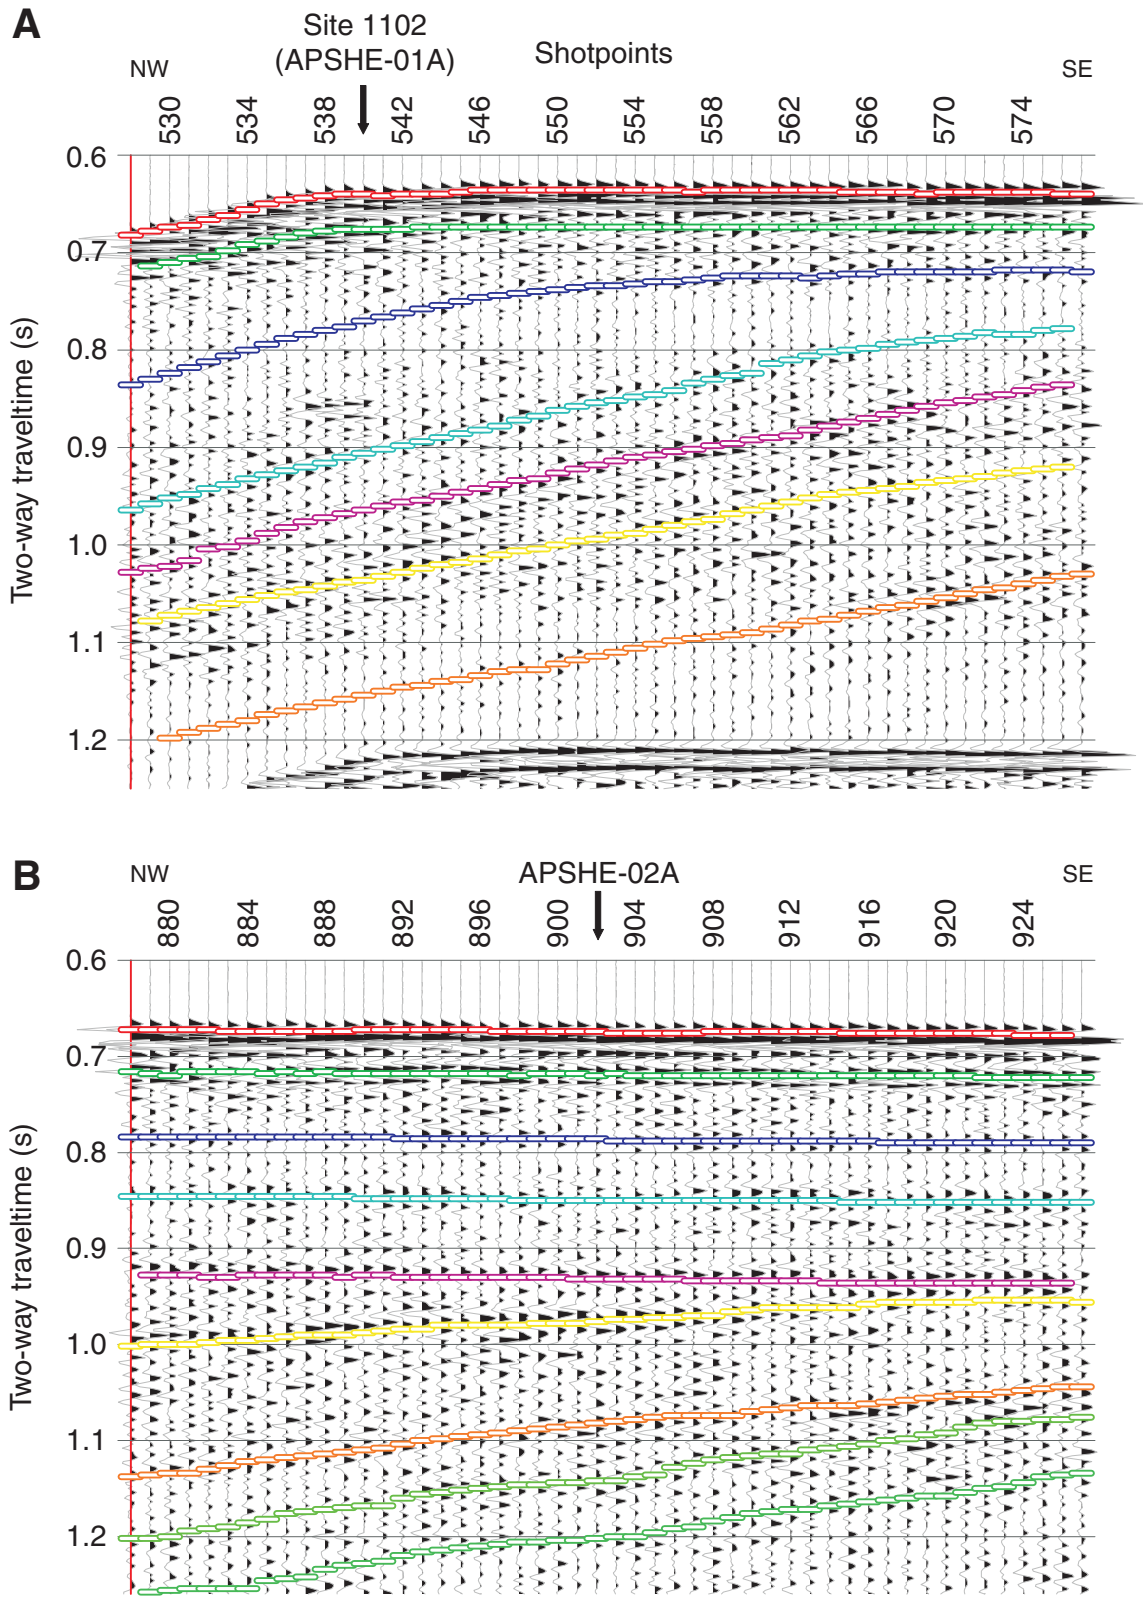 A
Site 1102
(APSHE-01A)
Shotpoints
NW
SE
530 534 538 542 546 550 554 558 562 566 570 574
0.6
0.7
0.8
0.9
1.0
1.1
1.2
Two-way traveltime (s)
B
NW
APSHE-02A
SE
880 884 888 892 896 900 904 908 912 916 920 924
0.6
0.7
0.8
0.9
1.0
1.1
1.2
Two-way traveltime (s)